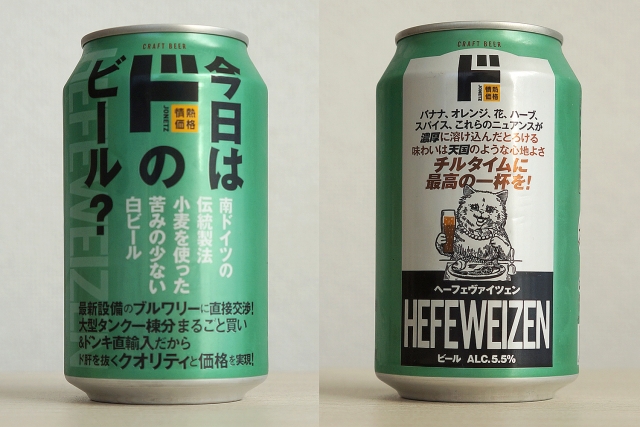 CRAFT BEER
今日は
ドの
ビール?
情熱
価格
JONETZ
HEFEWEIZ
南ドイツの
伝統製法
小麦を使った
苦みの少ない
白ビール
最新設備のブルワリーに直接交渉!
大型タンク一棟分まるごと買い
&ドンキ直輸入だから
ド肝を抜くクオリティと価格を実現!
CRAFT BEER
ド
情熱
価格
JONETZ
バナナ、オレンジ、花、ハーブ、
スパイス、これらのニュアンスが
濃厚に溶け込んだとろける
味わいは天国のような心地よさ
チルタイムに
最高の一杯を!
ヘーフェヴァイツェン
HEFEWEIZEN
ビール ALC.5.5%